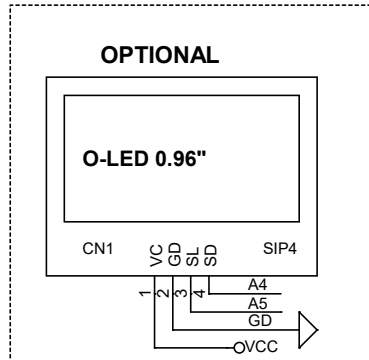 OPTIONAL
O-LED 0.96"
CN1 VC GD SL SD SIP4
1 2 3 4 A4
A5
GD
VCC